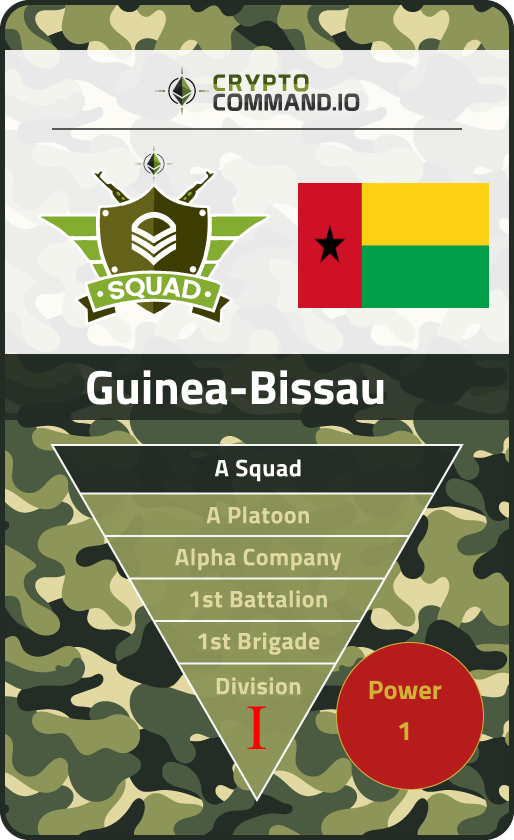 CRYPTO
COMMAND.IO
SQUAD
Guinea-Bissau
A Squad
A Platoon
Alpha Company
1st Battalion
1st Brigade
Division
I
Power
1